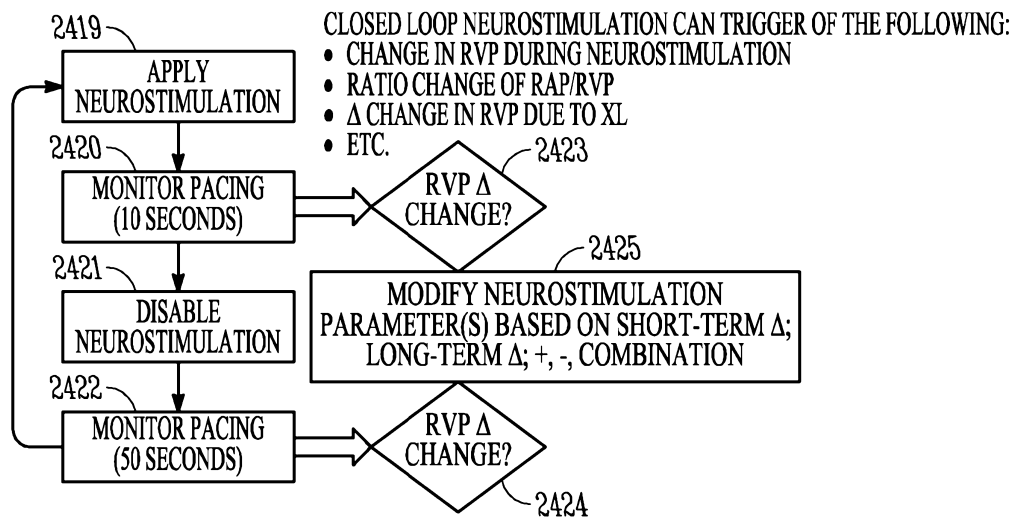 2419
APPLY
NEUROSTIMULATION
2420
MONITOR PACING
(10 SECONDS)
2421
DISABLE
NEUROSTIMULATION
2422
MONITOR PACING
(50 SECONDS)
CLOSED LOOP NEUROSTIMULATION CAN TRIGGER OF THE FOLLOWING:
• CHANGE IN RVP DURING NEUROSTIMULATION
• RATIO CHANGE OF RAP/RVP
• Δ CHANGE IN RVP DUE TO XL
• ETC.
2423
RVP Δ
CHANGE?
2425
MODIFY NEUROSTIMULATION
PARAMETER(S) BASED ON SHORT-TERM Δ;
LONG-TERM Δ; +, -, COMBINATION
RVP Δ
CHANGE?
2424